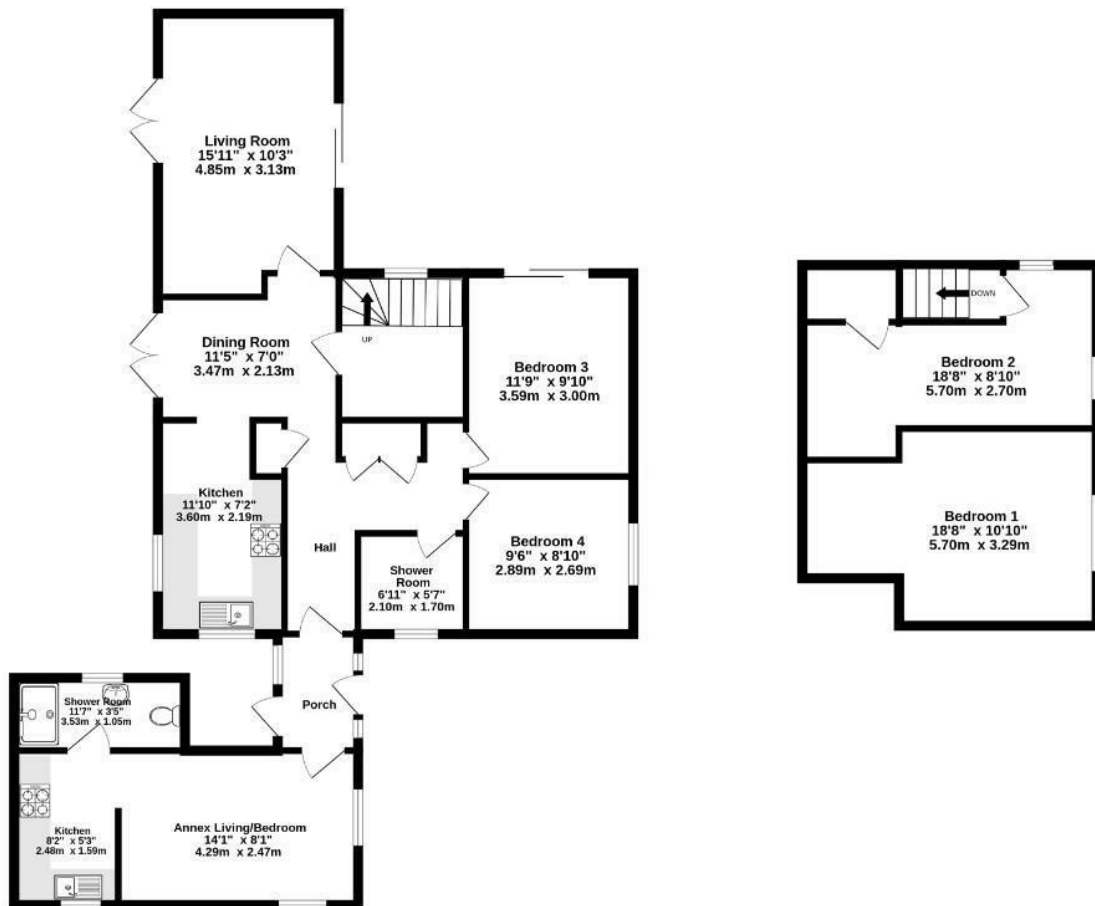 Living Room
15'11" x 10'3"
4.85m x 3.13m
Dining Room
11'5" x 7'0"
3.47m x 2.13m
UP
Bedroom 3
11'9" x 9'10"
3.59m x 3.00m
Kitchen
11'10" x 7'2"
3.60m x 2.19m
Hall
Shower
Room
6'11" x 5'7"
2.10m x 1.70m
Bedroom 4
9'6" x 8'10"
2.89m x 2.69m
Porch
Shower Room
11'7" x 3'5"
3.53m x 1.05m
Kitchen
8'2" x 5'3"
2.48m x 1.59m
Annex Living/Bedroom
14'1" x 8'1"
4.29m x 2.47m
DOWN
Bedroom 2
18'8" x 8'10"
5.70m x 2.70m
Bedroom 1
18'8" x 10'10"
5.70m x 3.29m